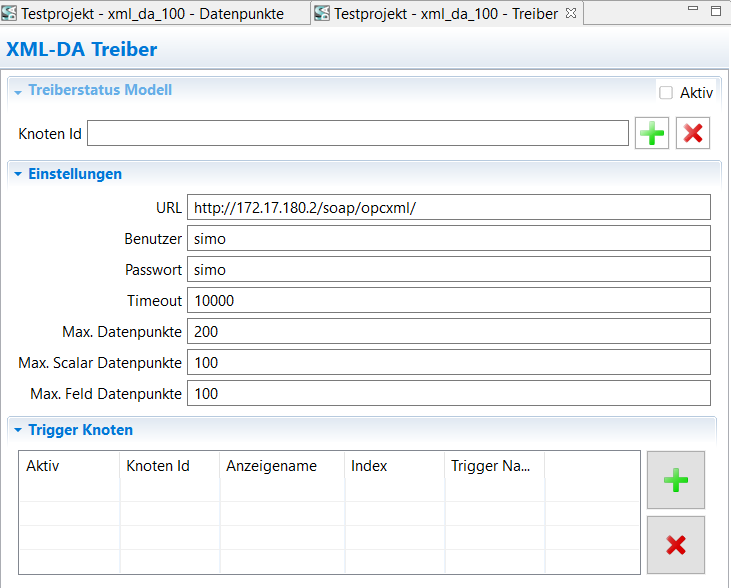 Testprojekt - xml_da_100 - Datenpunkte
Testprojekt - xml_da_100 - Treiber
XML-DA Treiber
Treiberstatus Modell
Aktiv
Knoten Id
Einstellungen
URL http://172.17.180.2/soap/opcxml/
Benutzer simo
Passwort simo
Timeout 10000
Max. Datenpunkte 200
Max. Scalar Datenpunkte 100
Max. Feld Datenpunkte 100
Trigger Knoten
Aktiv Knoten Id Anzeigename Index Trigger Na...